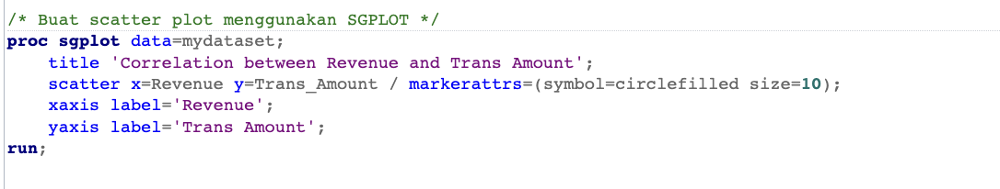 /* Buat scatter plot menggunakan SGPLOT */
proc sgplot data=mydataset;
    title 'Correlation between Revenue and Trans Amount';
    scatter x=Revenue y=Trans_Amount / markerattrs=(symbol=circlefilled size=10);
    xaxis label='Revenue';
    yaxis label='Trans Amount';
run;